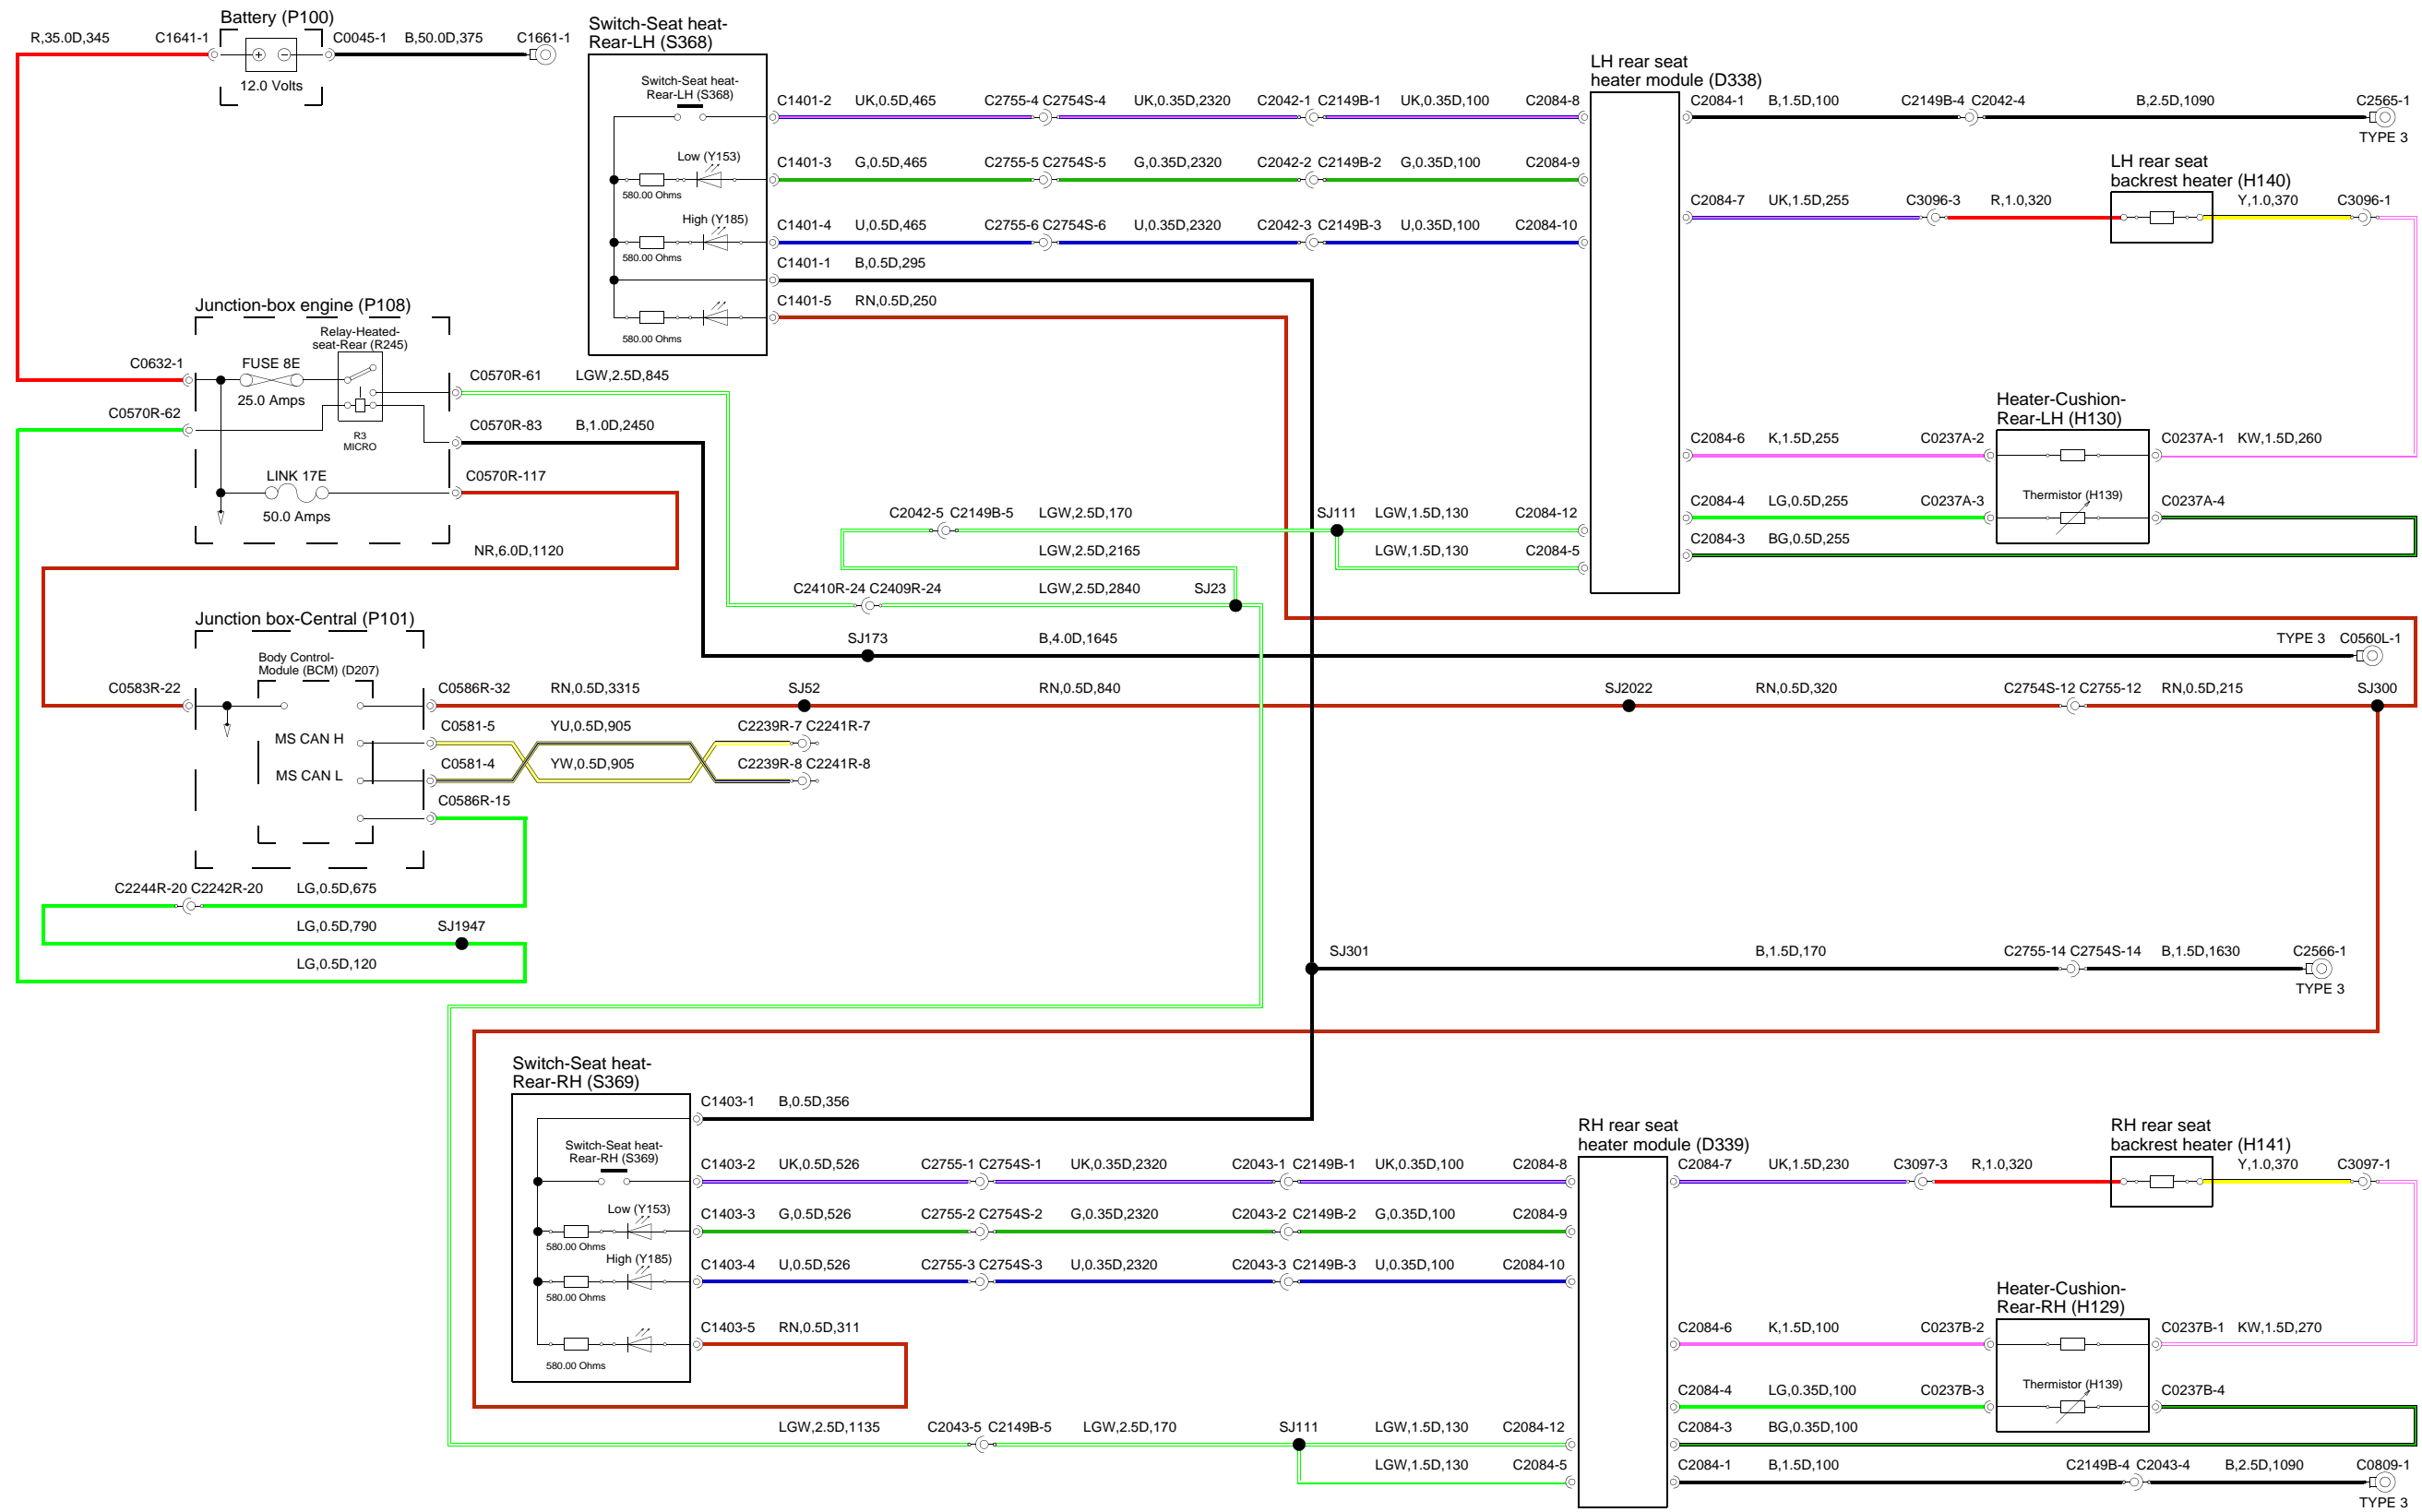 Battery (P100)
R,35.0D,345
C1641-1
C0045-1
B,50.0D,375
C1661-1
12.0 Volts
Switch-Seat heat-
Rear-LH (S368)
Switch-Seat heat-
Rear-LH (S368)
C1401-2
UK,0.5D,465
C2755-4 C2754S-4
UK,0.35D,2320
C2042-1 C2149B-1
UK,0.35D,100
C2084-8
Low (Y153)
580.00 Ohms
C1401-3
G,0.5D,465
C2755-5 C2754S-5
G,0.35D,2320
C2042-2 C2149B-2
G,0.35D,100
C2084-9
High (Y185)
580.00 Ohms
C1401-4
U,0.5D,465
C2755-6 C2754S-6
U,0.35D,2320
C2042-3 C2149B-3
U,0.35D,100
C2084-10
C1401-1
B,0.5D,295
C1401-5
RN,0.5D,250
580.00 Ohms
LH rear seat
heater module (D338)
C2084-1
B,1.5D,100
C2149B-4 C2042-4
B,2.5D,1090
C2565-1
TYPE 3
LH rear seat
backrest heater (H140)
C2084-7
UK,1.5D,255
C3096-3
R,1.0,320
Y,1.0,370
C3096-1
Heater-Cushion-
Rear-LH (H130)
C2084-6
K,1.5D,255
C0237A-2
C0237A-1
KW,1.5D,260
Thermistor (H139)
C2084-4
LG,0.5D,255
C0237A-3
C0237A-4
C2084-3
BG,0.5D,255
Junction-box engine (P108)
Relay-Heated-
seat-Rear (R245)
C0632-1
FUSE 8E
25.0 Amps
C0570R-62
R3
MICRO
LINK 17E
50.0 Amps
C0570R-61
LGW,2.5D,845
C0570R-83
B,1.0D,2450
C0570R-117
NR,6.0D,1120
C2042-5 C2149B-5
LGW,2.5D,170
SJ111
LGW,1.5D,130
C2084-12
LGW,2.5D,2165
LGW,1.5D,130
C2084-5
C2410R-24 C2409R-24
LGW,2.5D,2840
SJ23
SJ173
B,4.0D,1645
TYPE 3
C0560L-1
Junction box-Central (P101)
Body Control-
Module (BCM) (D207)
C0583R-22
C0586R-32
RN,0.5D,3315
SJ52
RN,0.5D,840
SJ2022
RN,0.5D,320
C2754S-12 C2755-12
RN,0.5D,215
SJ300
MS CAN H
C0581-5
YU,0.5D,905
C2239R-7 C2241R-7
MS CAN L
C0581-4
YW,0.5D,905
C2239R-8 C2241R-8
C0586R-15
C2244R-20 C2242R-20
LG,0.5D,675
LG,0.5D,790
SJ1947
LG,0.5D,120
SJ301
B,1.5D,170
C2755-14 C2754S-14
B,1.5D,1630
C2566-1
TYPE 3
Switch-Seat heat-
Rear-RH (S369)
C1403-1
B,0.5D,356
Switch-Seat heat-
Rear-RH (S369)
C1403-2
UK,0.5D,526
C2755-1 C2754S-1
UK,0.35D,2320
C2043-1 C2149B-1
UK,0.35D,100
C2084-8
Low (Y153)
580.00 Ohms
C1403-3
G,0.5D,526
C2755-2 C2754S-2
G,0.35D,2320
C2043-2 C2149B-2
G,0.35D,100
C2084-9
High (Y185)
580.00 Ohms
C1403-4
U,0.5D,526
C2755-3 C2754S-3
U,0.35D,2320
C2043-3 C2149B-3
U,0.35D,100
C2084-10
C1403-5
RN,0.5D,311
580.00 Ohms
LGW,2.5D,1135
C2043-5 C2149B-5
LGW,2.5D,170
SJ111
LGW,1.5D,130
C2084-12
LGW,1.5D,130
C2084-5
RH rear seat
heater module (D339)
RH rear seat
backrest heater (H141)
C2084-7
UK,1.5D,230
C3097-3
R,1.0,320
Y,1.0,370
C3097-1
Heater-Cushion-
Rear-RH (H129)
C2084-6
K,1.5D,100
C0237B-2
C0237B-1
KW,1.5D,270
Thermistor (H139)
C2084-4
LG,0.35D,100
C0237B-3
C0237B-4
C2084-3
BG,0.35D,100
C2084-1
B,1.5D,100
C2149B-4 C2043-4
B,2.5D,1090
C0809-1
TYPE 3